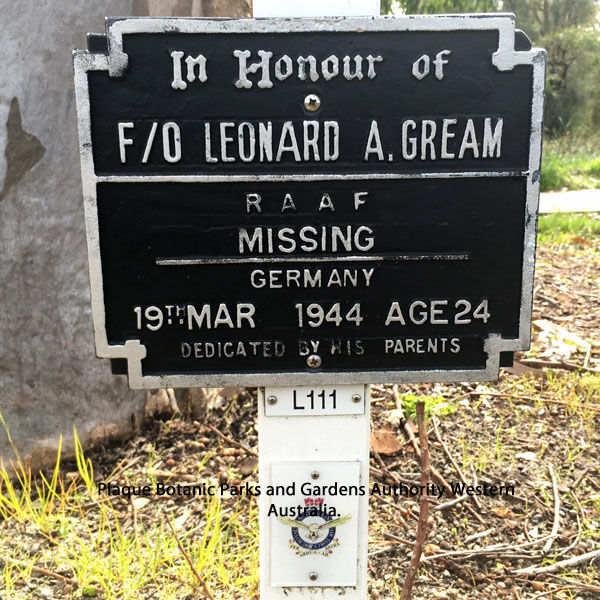 In Honour of
F/O LEONARD A. GREAM
RAAF
MISSING
GERMANY
19TH MAR 1944 AGE 24
DEDICATED BY HIS PARENTS
L111
Plaque Botanic Parks and Gardens Authority Western
Australia.